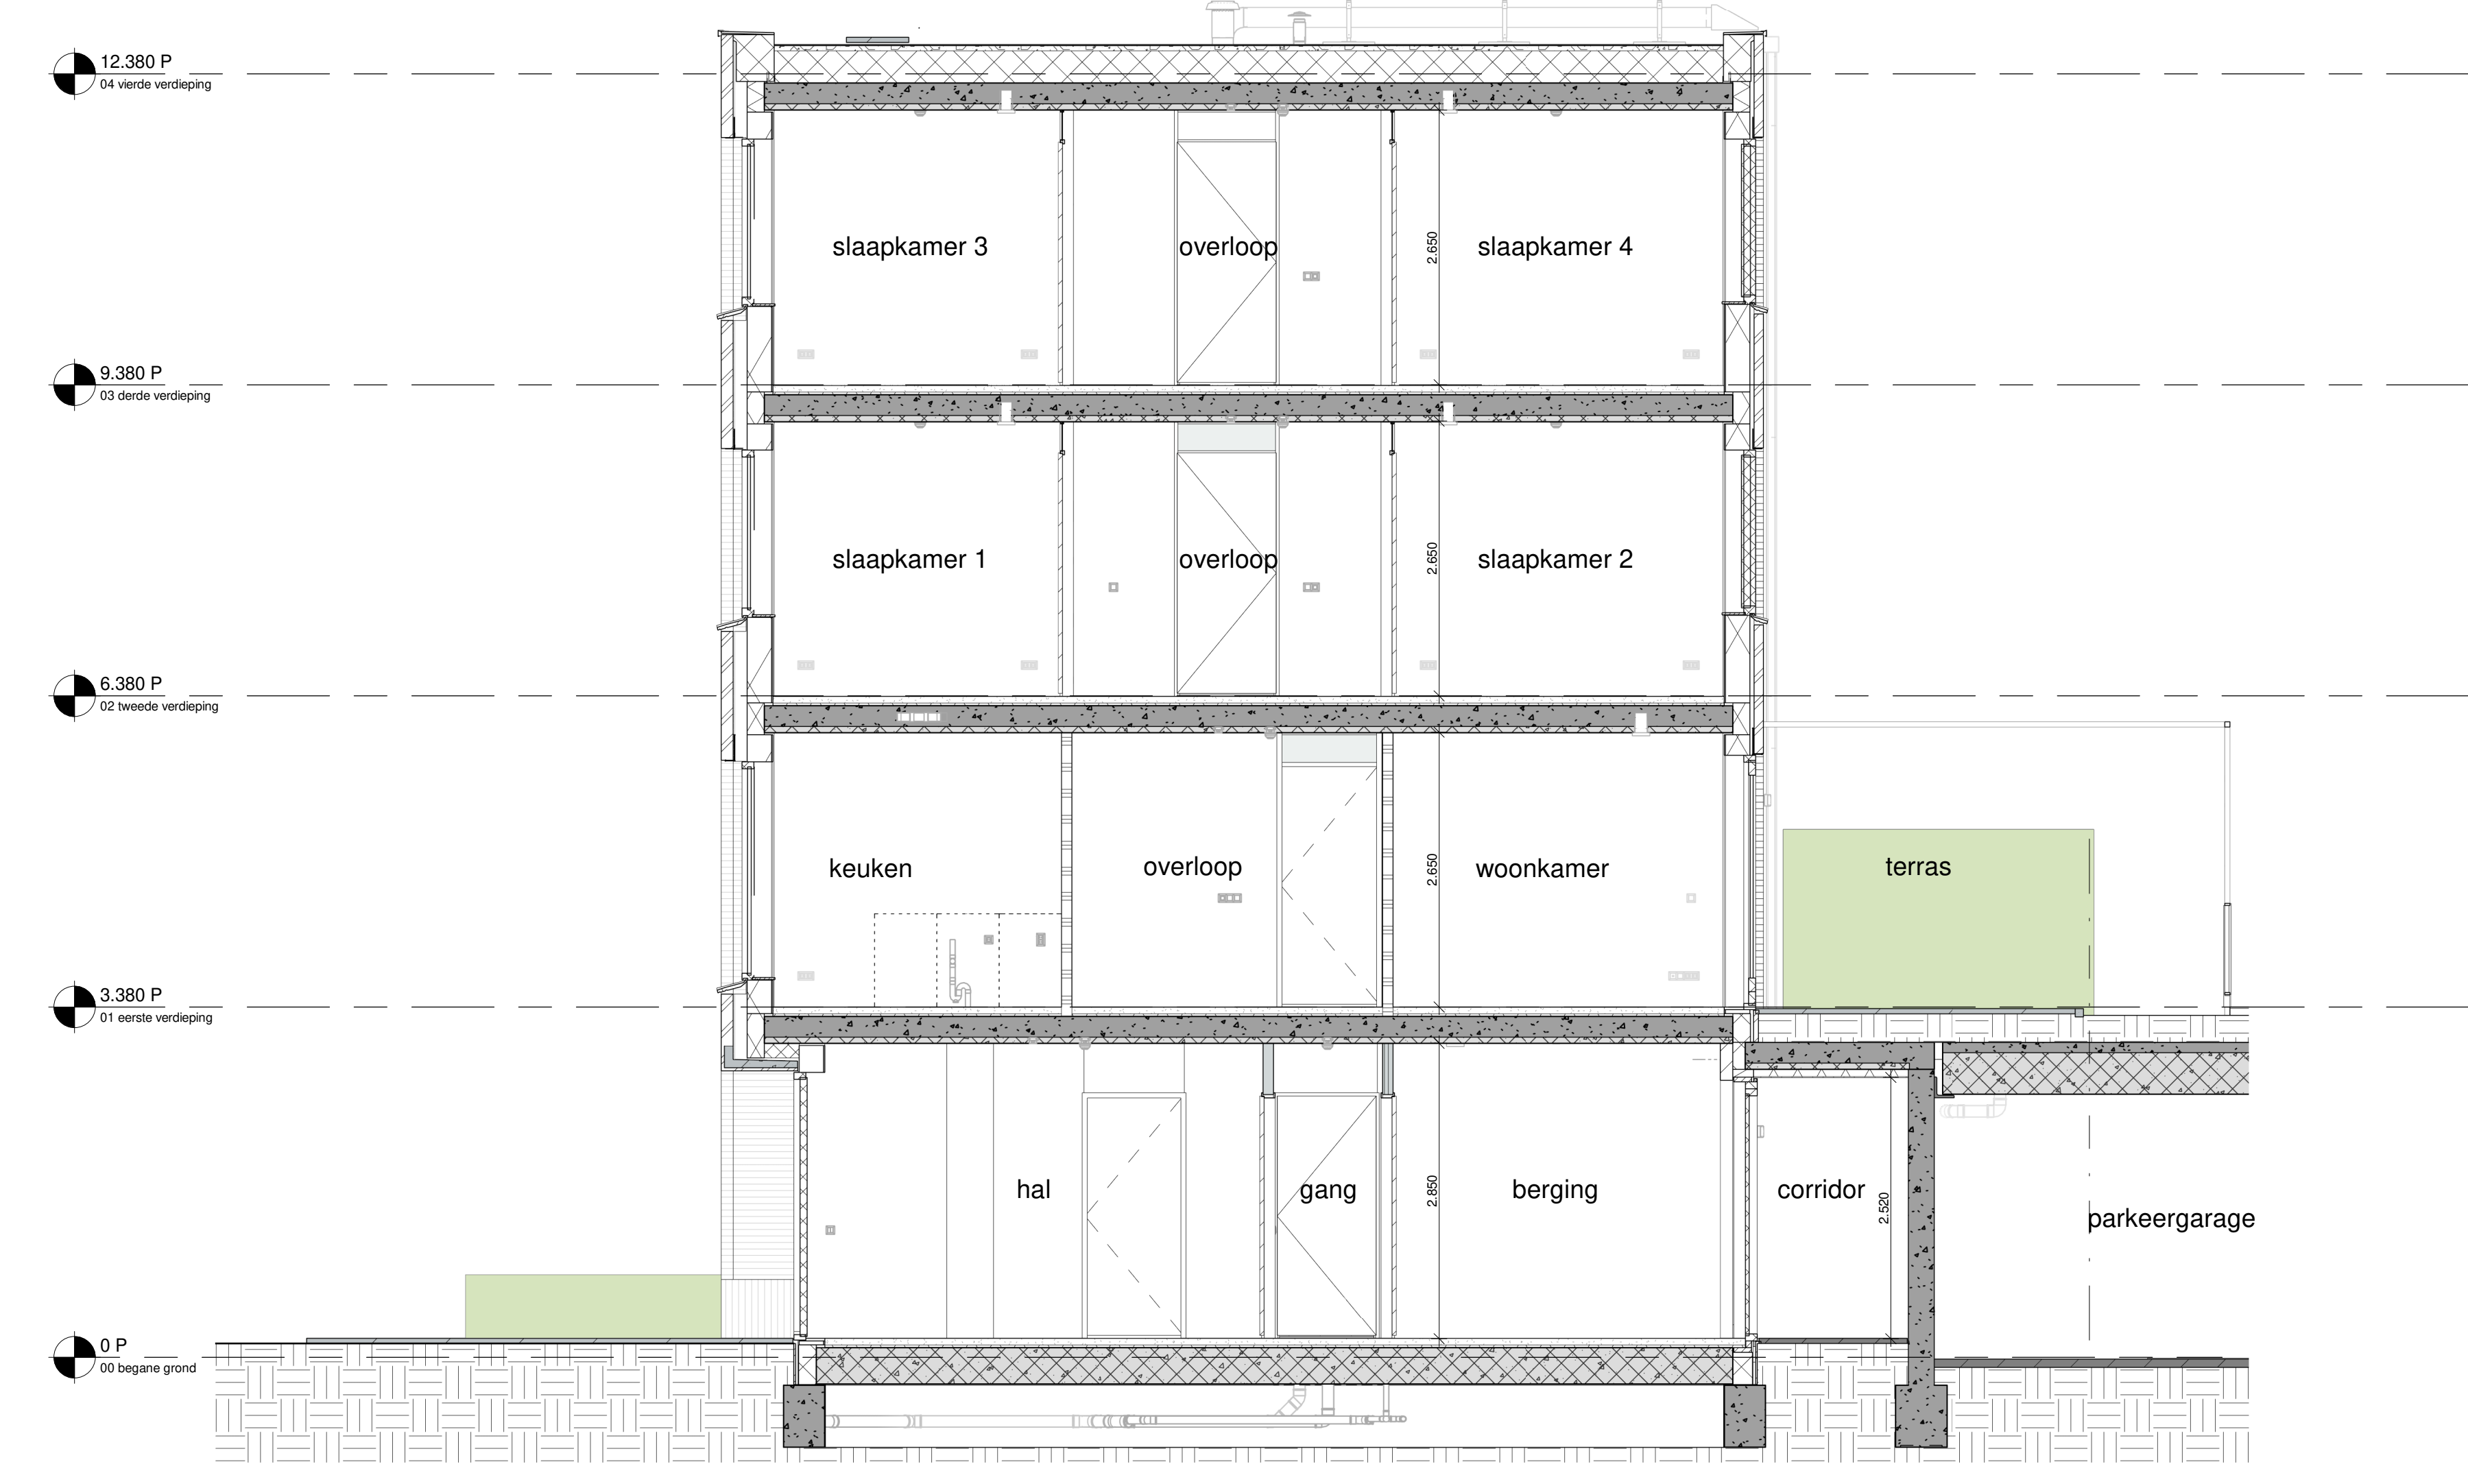 12.380 P
04 vierde verdieping
slaapkamer 3
overloop
2.650
slaapkamer 4
9.380 P
03 derde verdieping
slaapkamer 1
overloop
2.650
slaapkamer 2
6.380 P
02 tweede verdieping
keuken
overloop
2.650
woonkamer
terras
3.380 P
01 eerste verdieping
hal
gang
2.850
berging
corridor
2.520
parkeergarage
0 P
00 begane grond